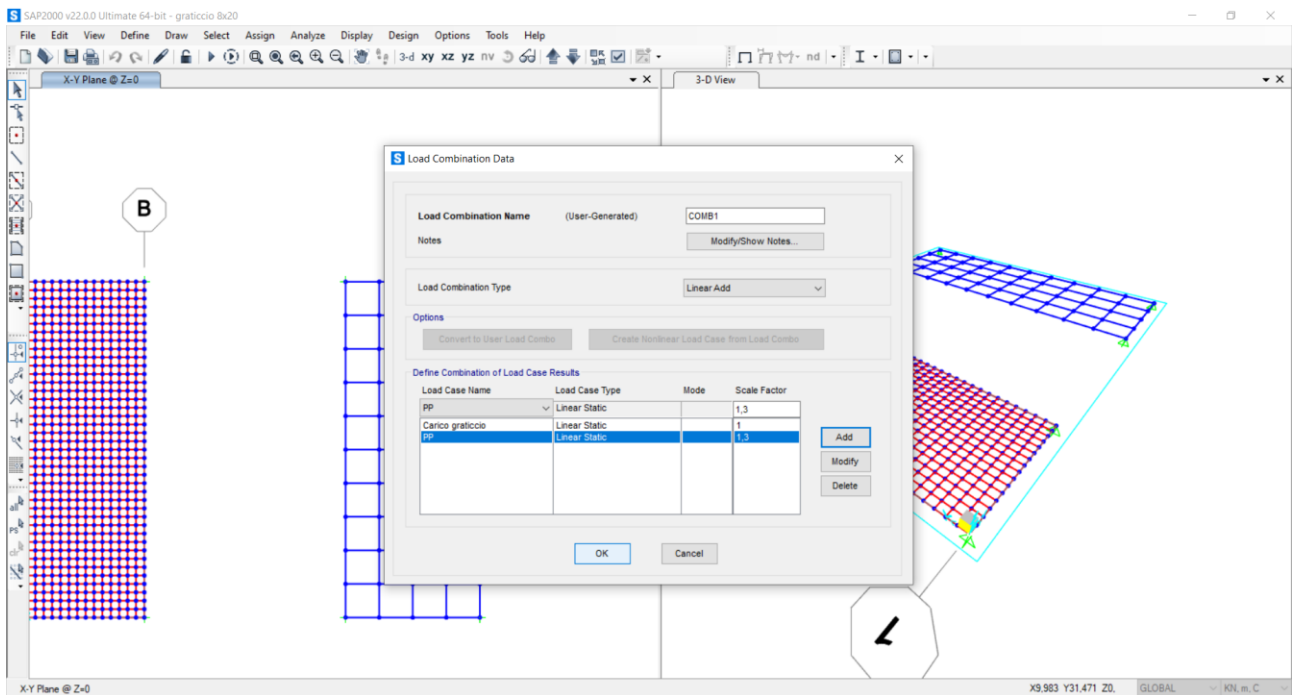 SAP2000 v22.0.0 Ultimate 64-bit - graticcio 8x20
File Edit View Define Draw Select Assign Analyze Display Design Options Tools Help
3-d xy xz yz nv
nd
X-Y Plane @ Z=0
3-D View
B
Load Combination Data
Load Combination Name (User-Generated) COMB1
Notes Modify/Show Notes...
Load Combination Type Linear Add
Options
Convert to User Load Combo Create Nonlinear Load Case from Load Combo
Define Combination of Load Case Results
Load Case Name Load Case Type Mode Scale Factor
PP Linear Static 1,3
Carico graticcio Linear Static 1
PP Linear Static 1,3
Add
Modify
Delete
OK Cancel
all
PS
clr
X-Y Plane @ Z=0 X9,983 Y31,471 Z0, GLOBAL KN, m, C